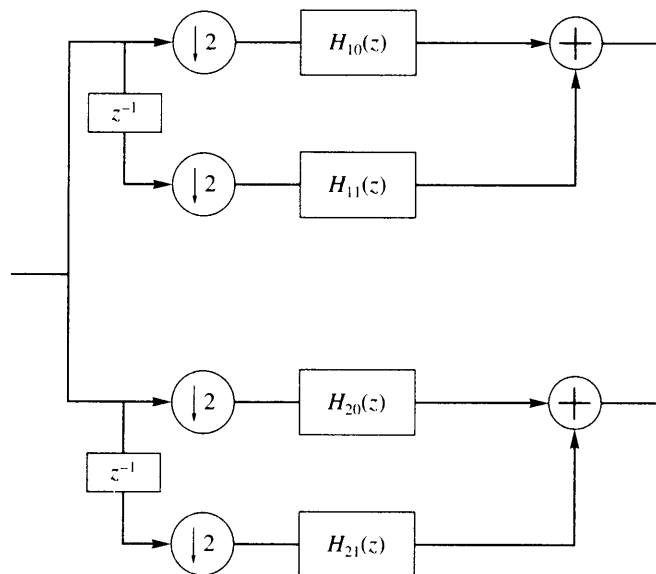 ↓2
H₁₀(z)
+
z⁻¹
↓2
H₁₁(z)
↓2
H₂₀(z)
+
z⁻¹
↓2
H₂₁(z)